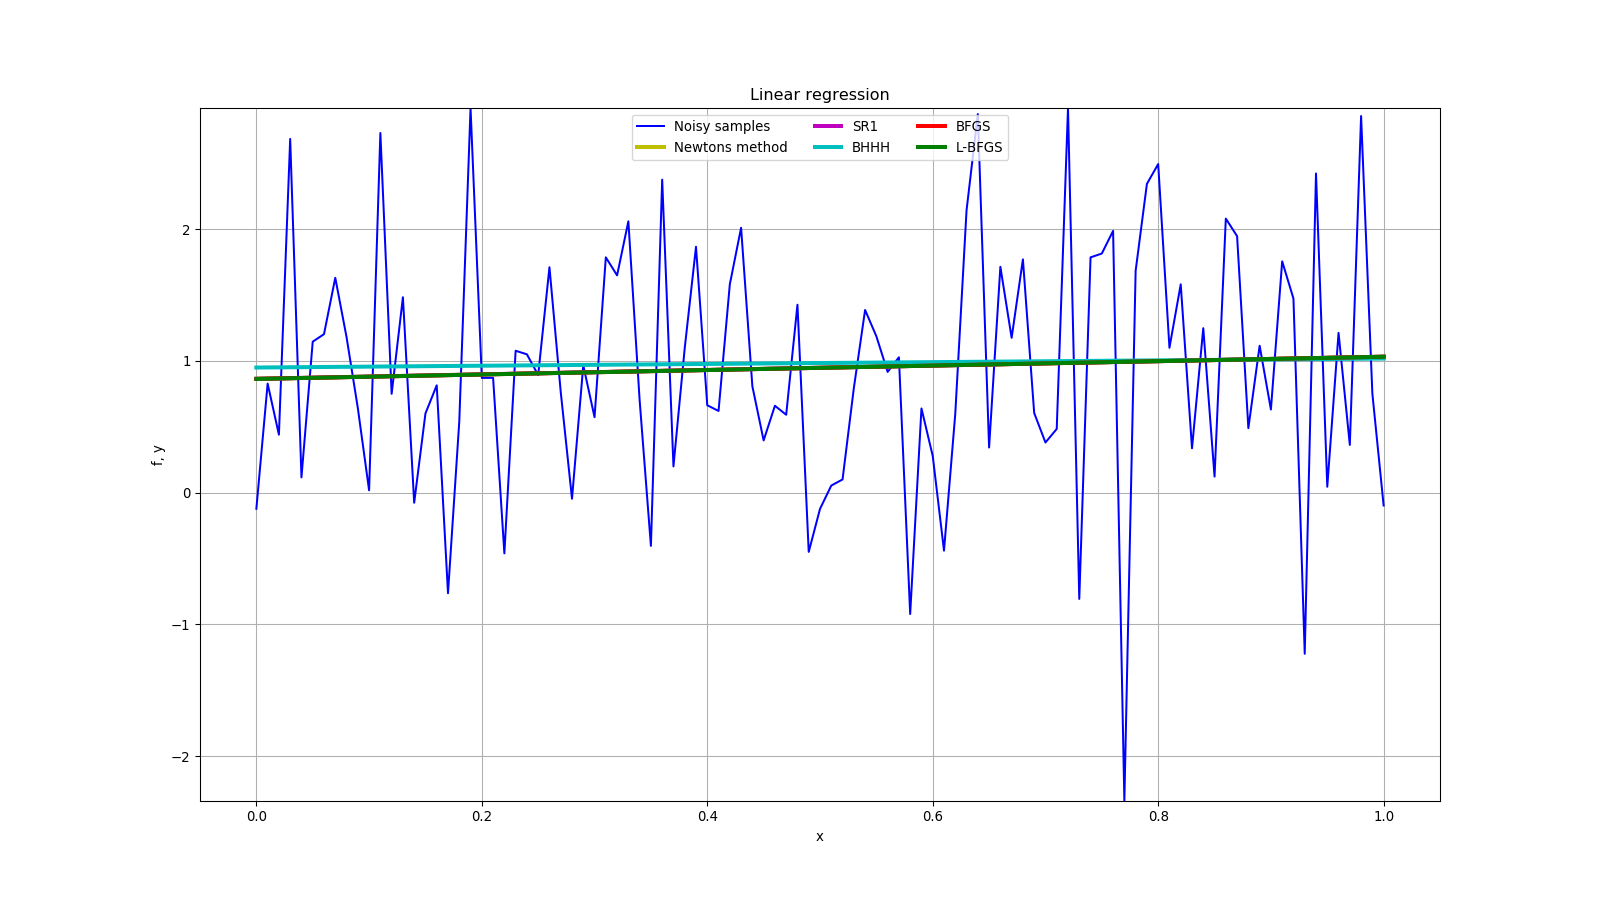 Linear regression
Noisy samples
Newtons method
SR1
BHHH
BFGS
L-BFGS
f, y
2
1
0
−1
−2
0.0 0.2 0.4 0.6 0.8 1.0
x